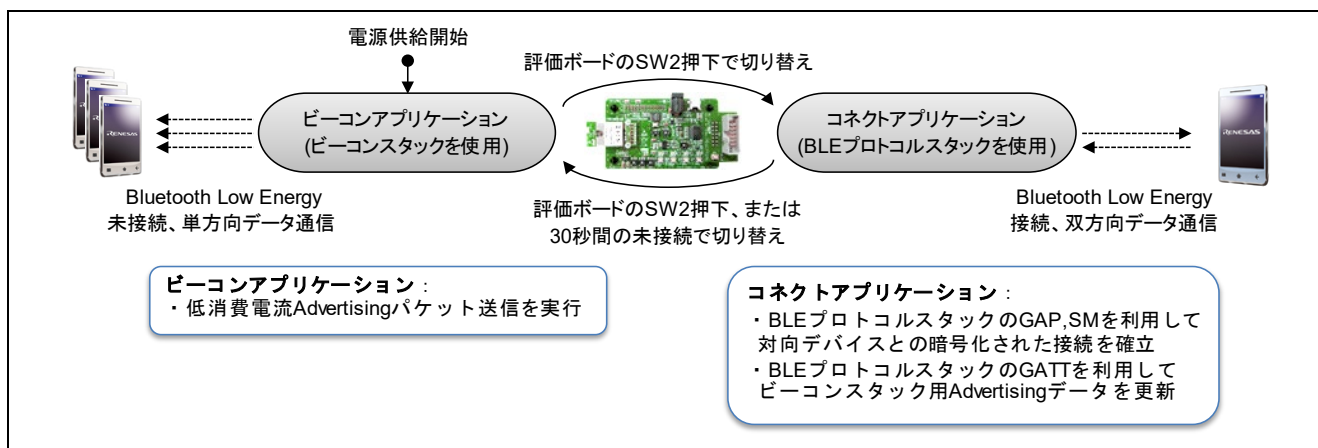 電源供給開始
評価ボードのSW2押下で切り替え
ビーコンアプリケーション
(ビーコンスタックを使用)
コネクトアプリケーション
(BLEプロトコルスタックを使用)
RENESAS
RENESAS
Bluetooth Low Energy
未接続、単方向データ通信
評価ボードのSW2押下、または
30秒間の未接続で切り替え
Bluetooth Low Energy
接続、双方向データ通信
ビーコンアプリケーション：
・低消費電流Advertisingパケット送信を実行
コネクトアプリケーション：
・BLEプロトコルスタックのGAP,SMを利用して
対向デバイスとの暗号化された接続を確立
・BLEプロトコルスタックのGATTを利用して
ビーコンスタック用Advertisingデータを更新